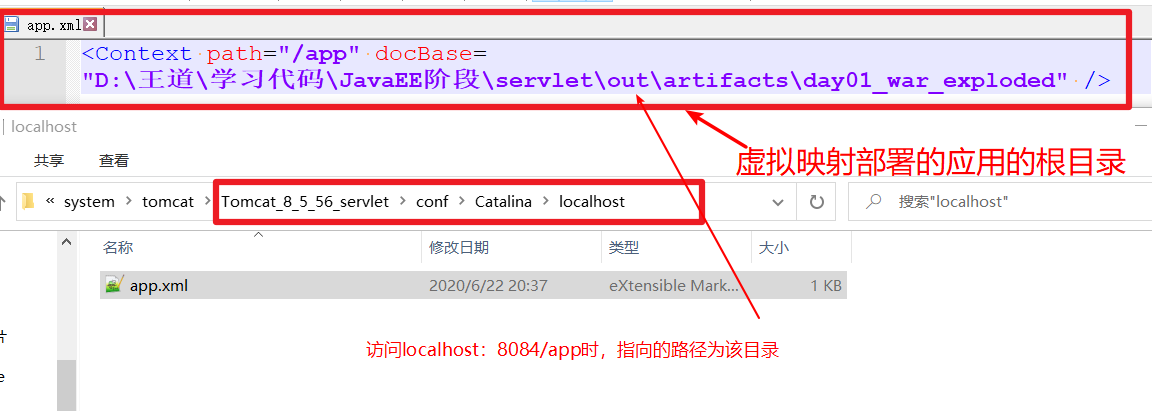 app.xml
1 <Context path="/app" docBase=
"D:\王道\学习代码\JavaEE阶段\servlet\out\artifacts\day01_war_exploded" />
localhost
虚拟映射部署的应用的根目录
共享 查看
« system › tomcat › Tomcat_8_5_56_servlet › conf › Catalina › localhost
搜索"localhost"
名称 修改日期 类型 大小
app.xml 2020/6/22 20:37 eXtensible Mark... 1 KB
访问localhost：8084/app时，指向的路径为该目录